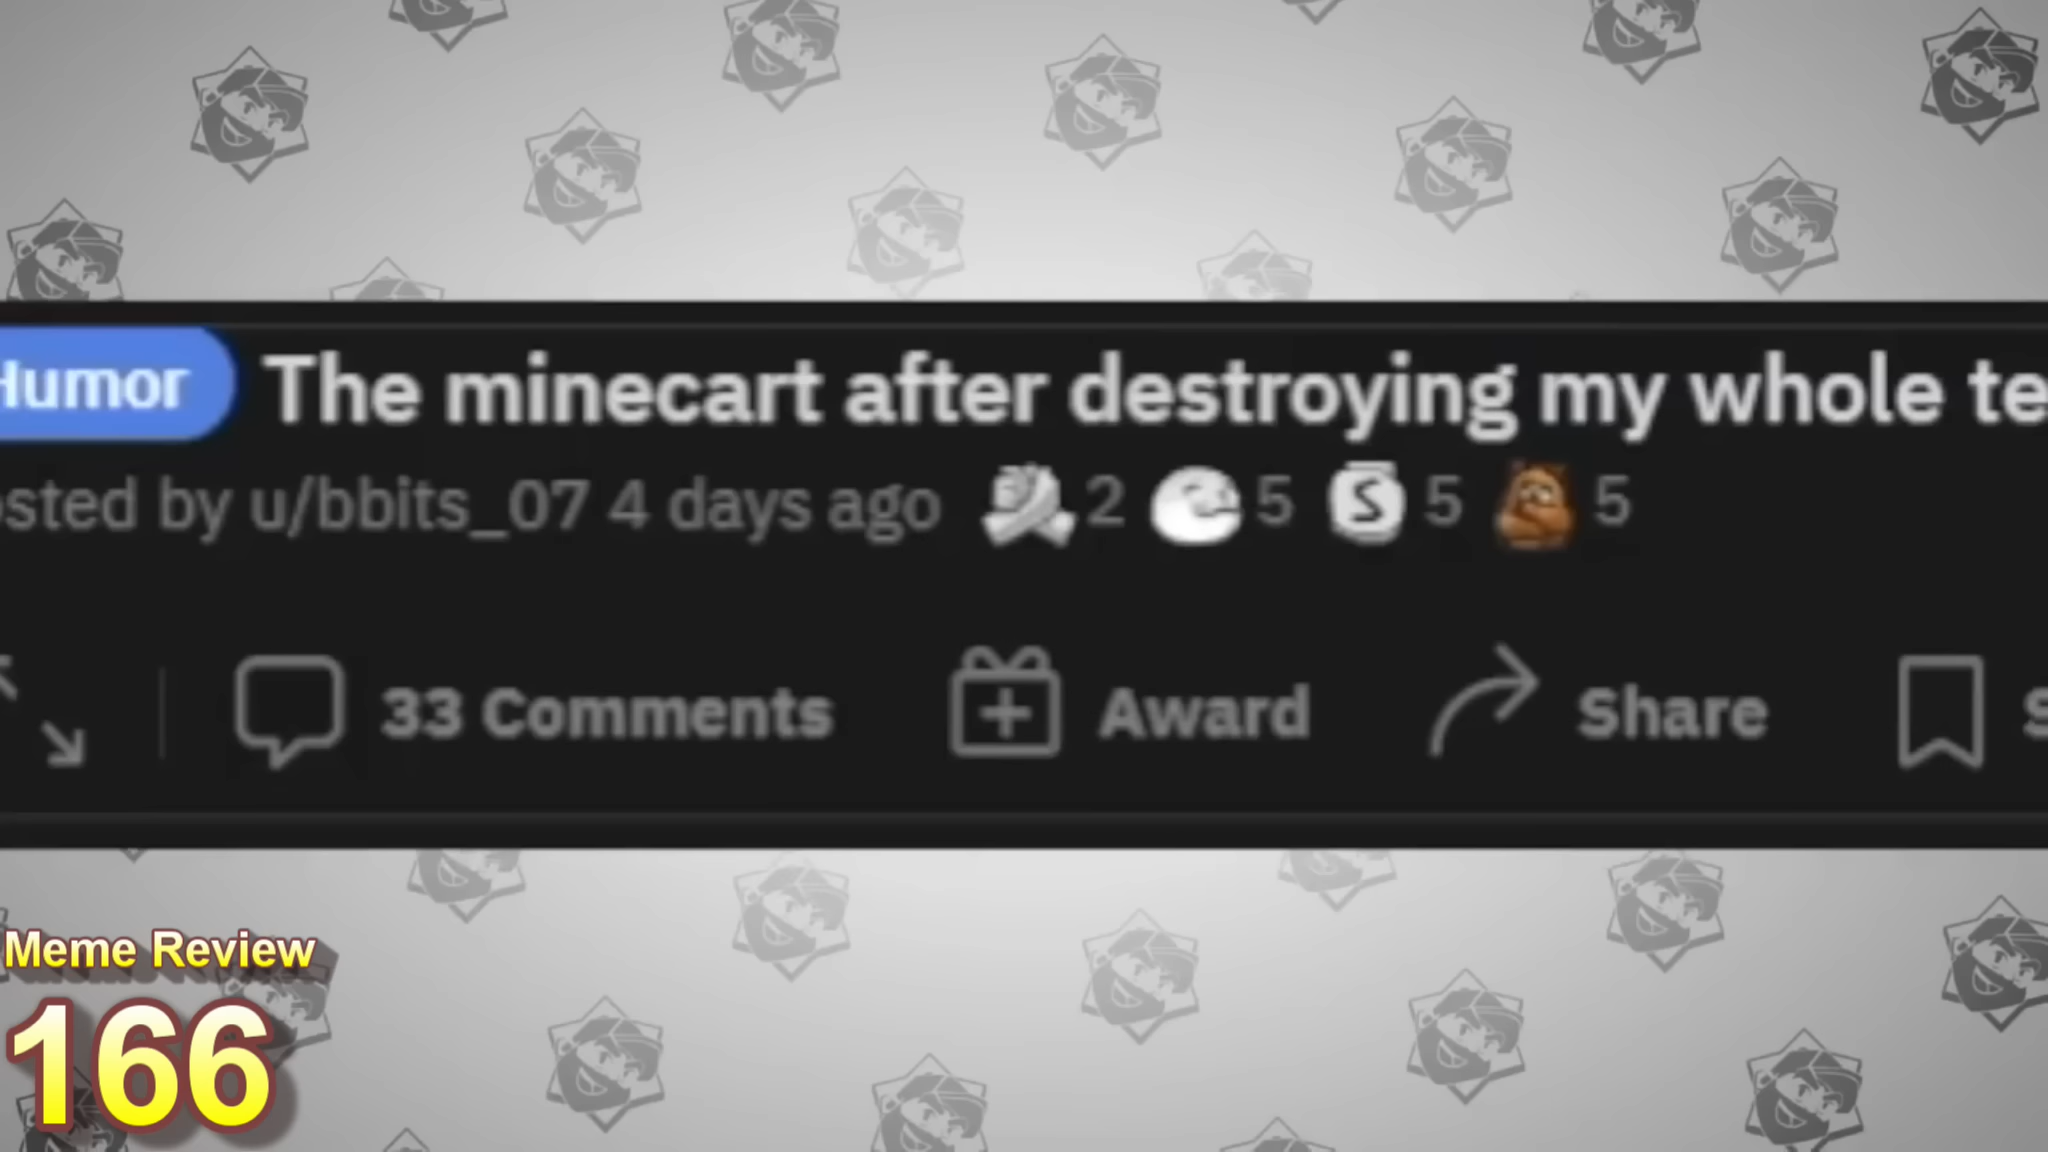 Humor The minecart after destroying my whole te
osted by u/bbits_07 4 days ago 2 5 S 5 5
33 Comments Award Share S
Meme Review
166